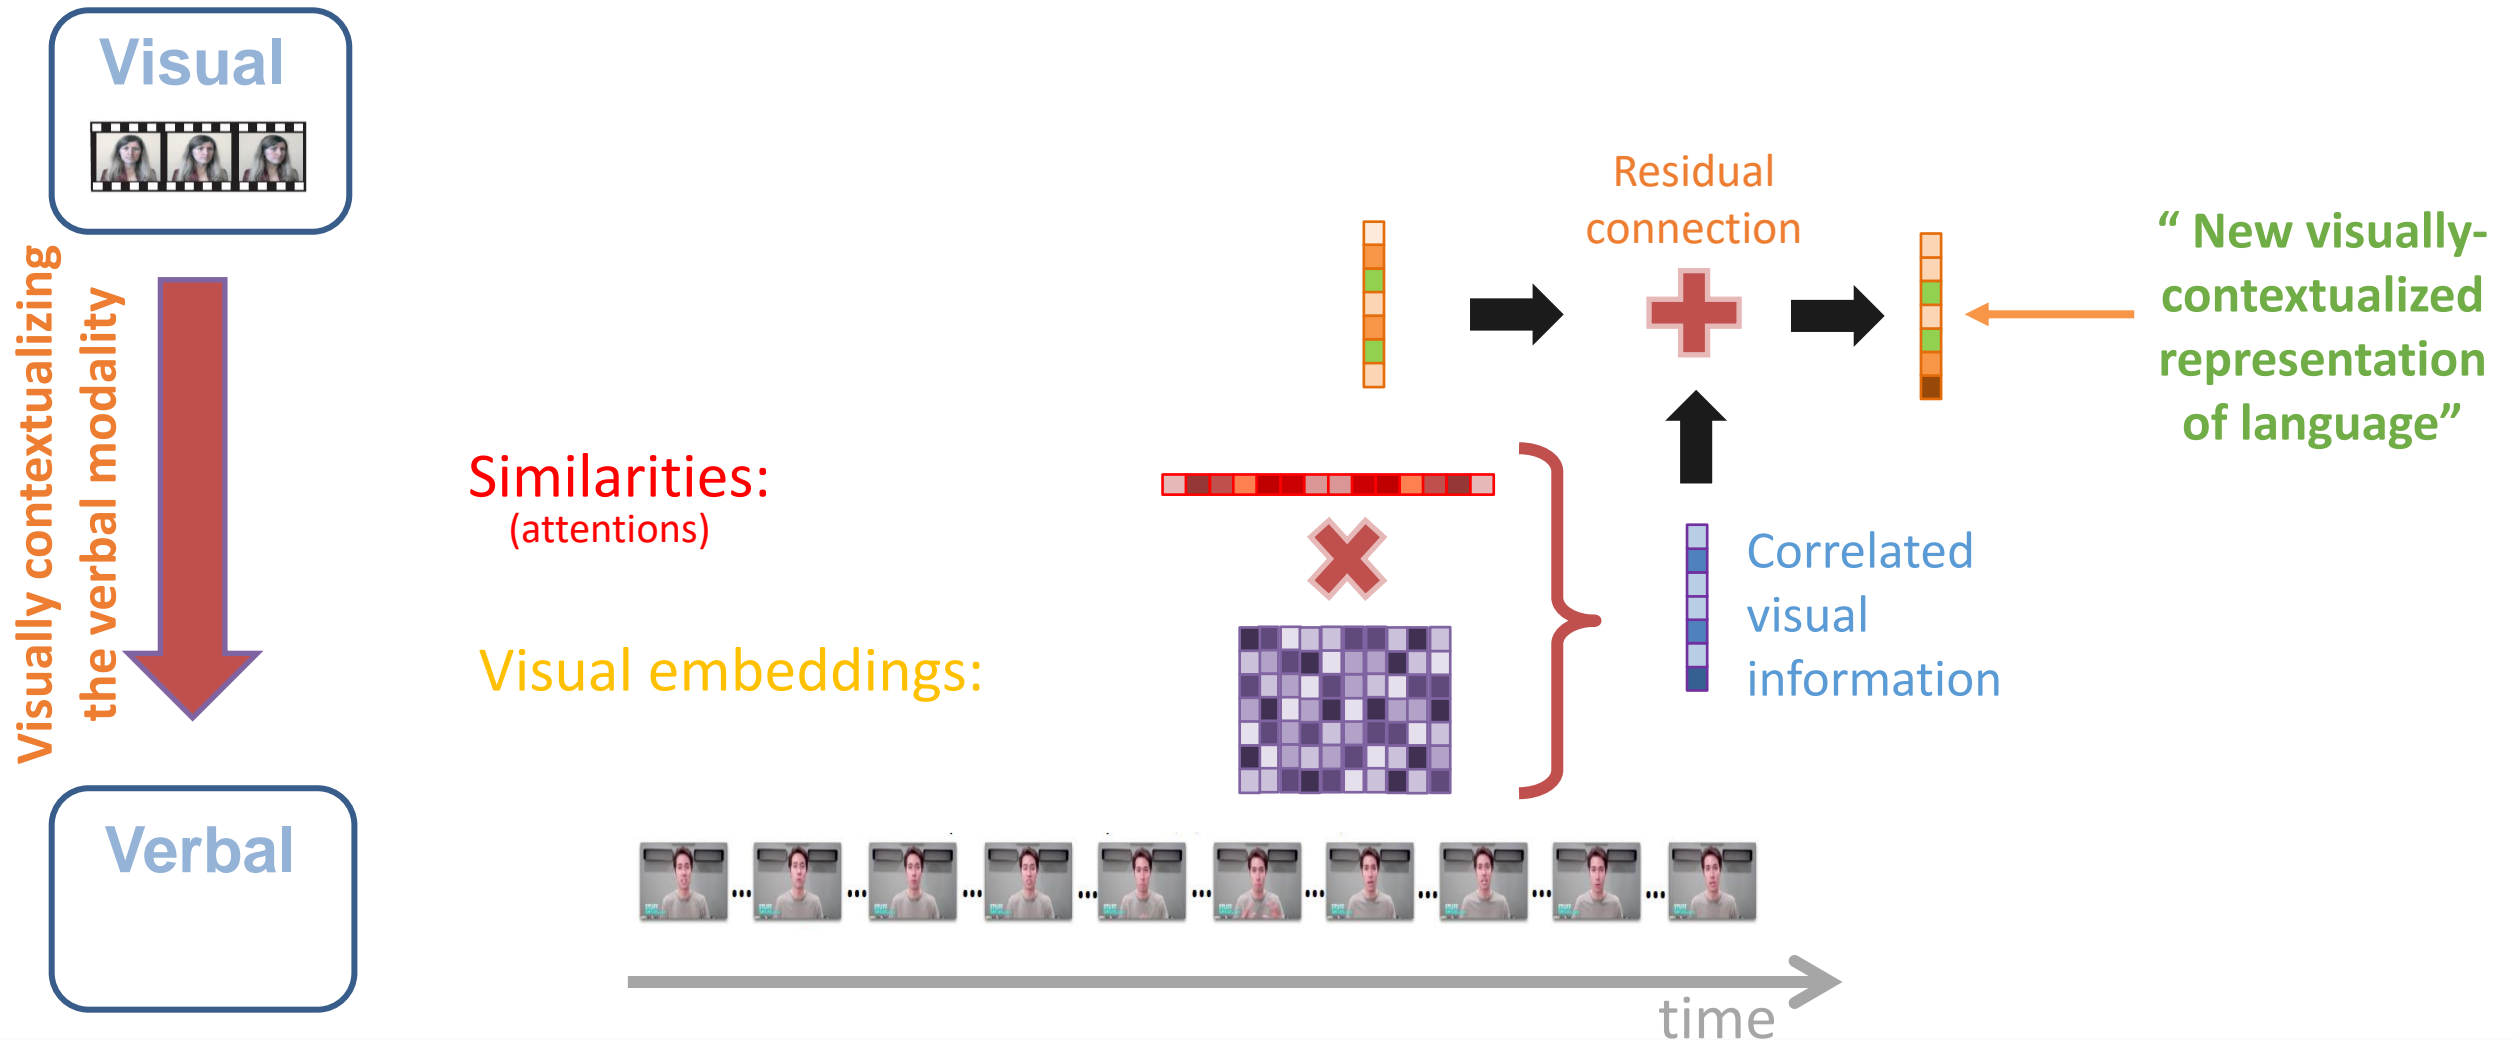 Visual
Visually contextualizing
the verbal modality
Verbal
Residual
connection
“ New visually-
contextualized
representation
of language”
Similarities:
(attentions)
Correlated
visual
information
Visual embeddings:
time